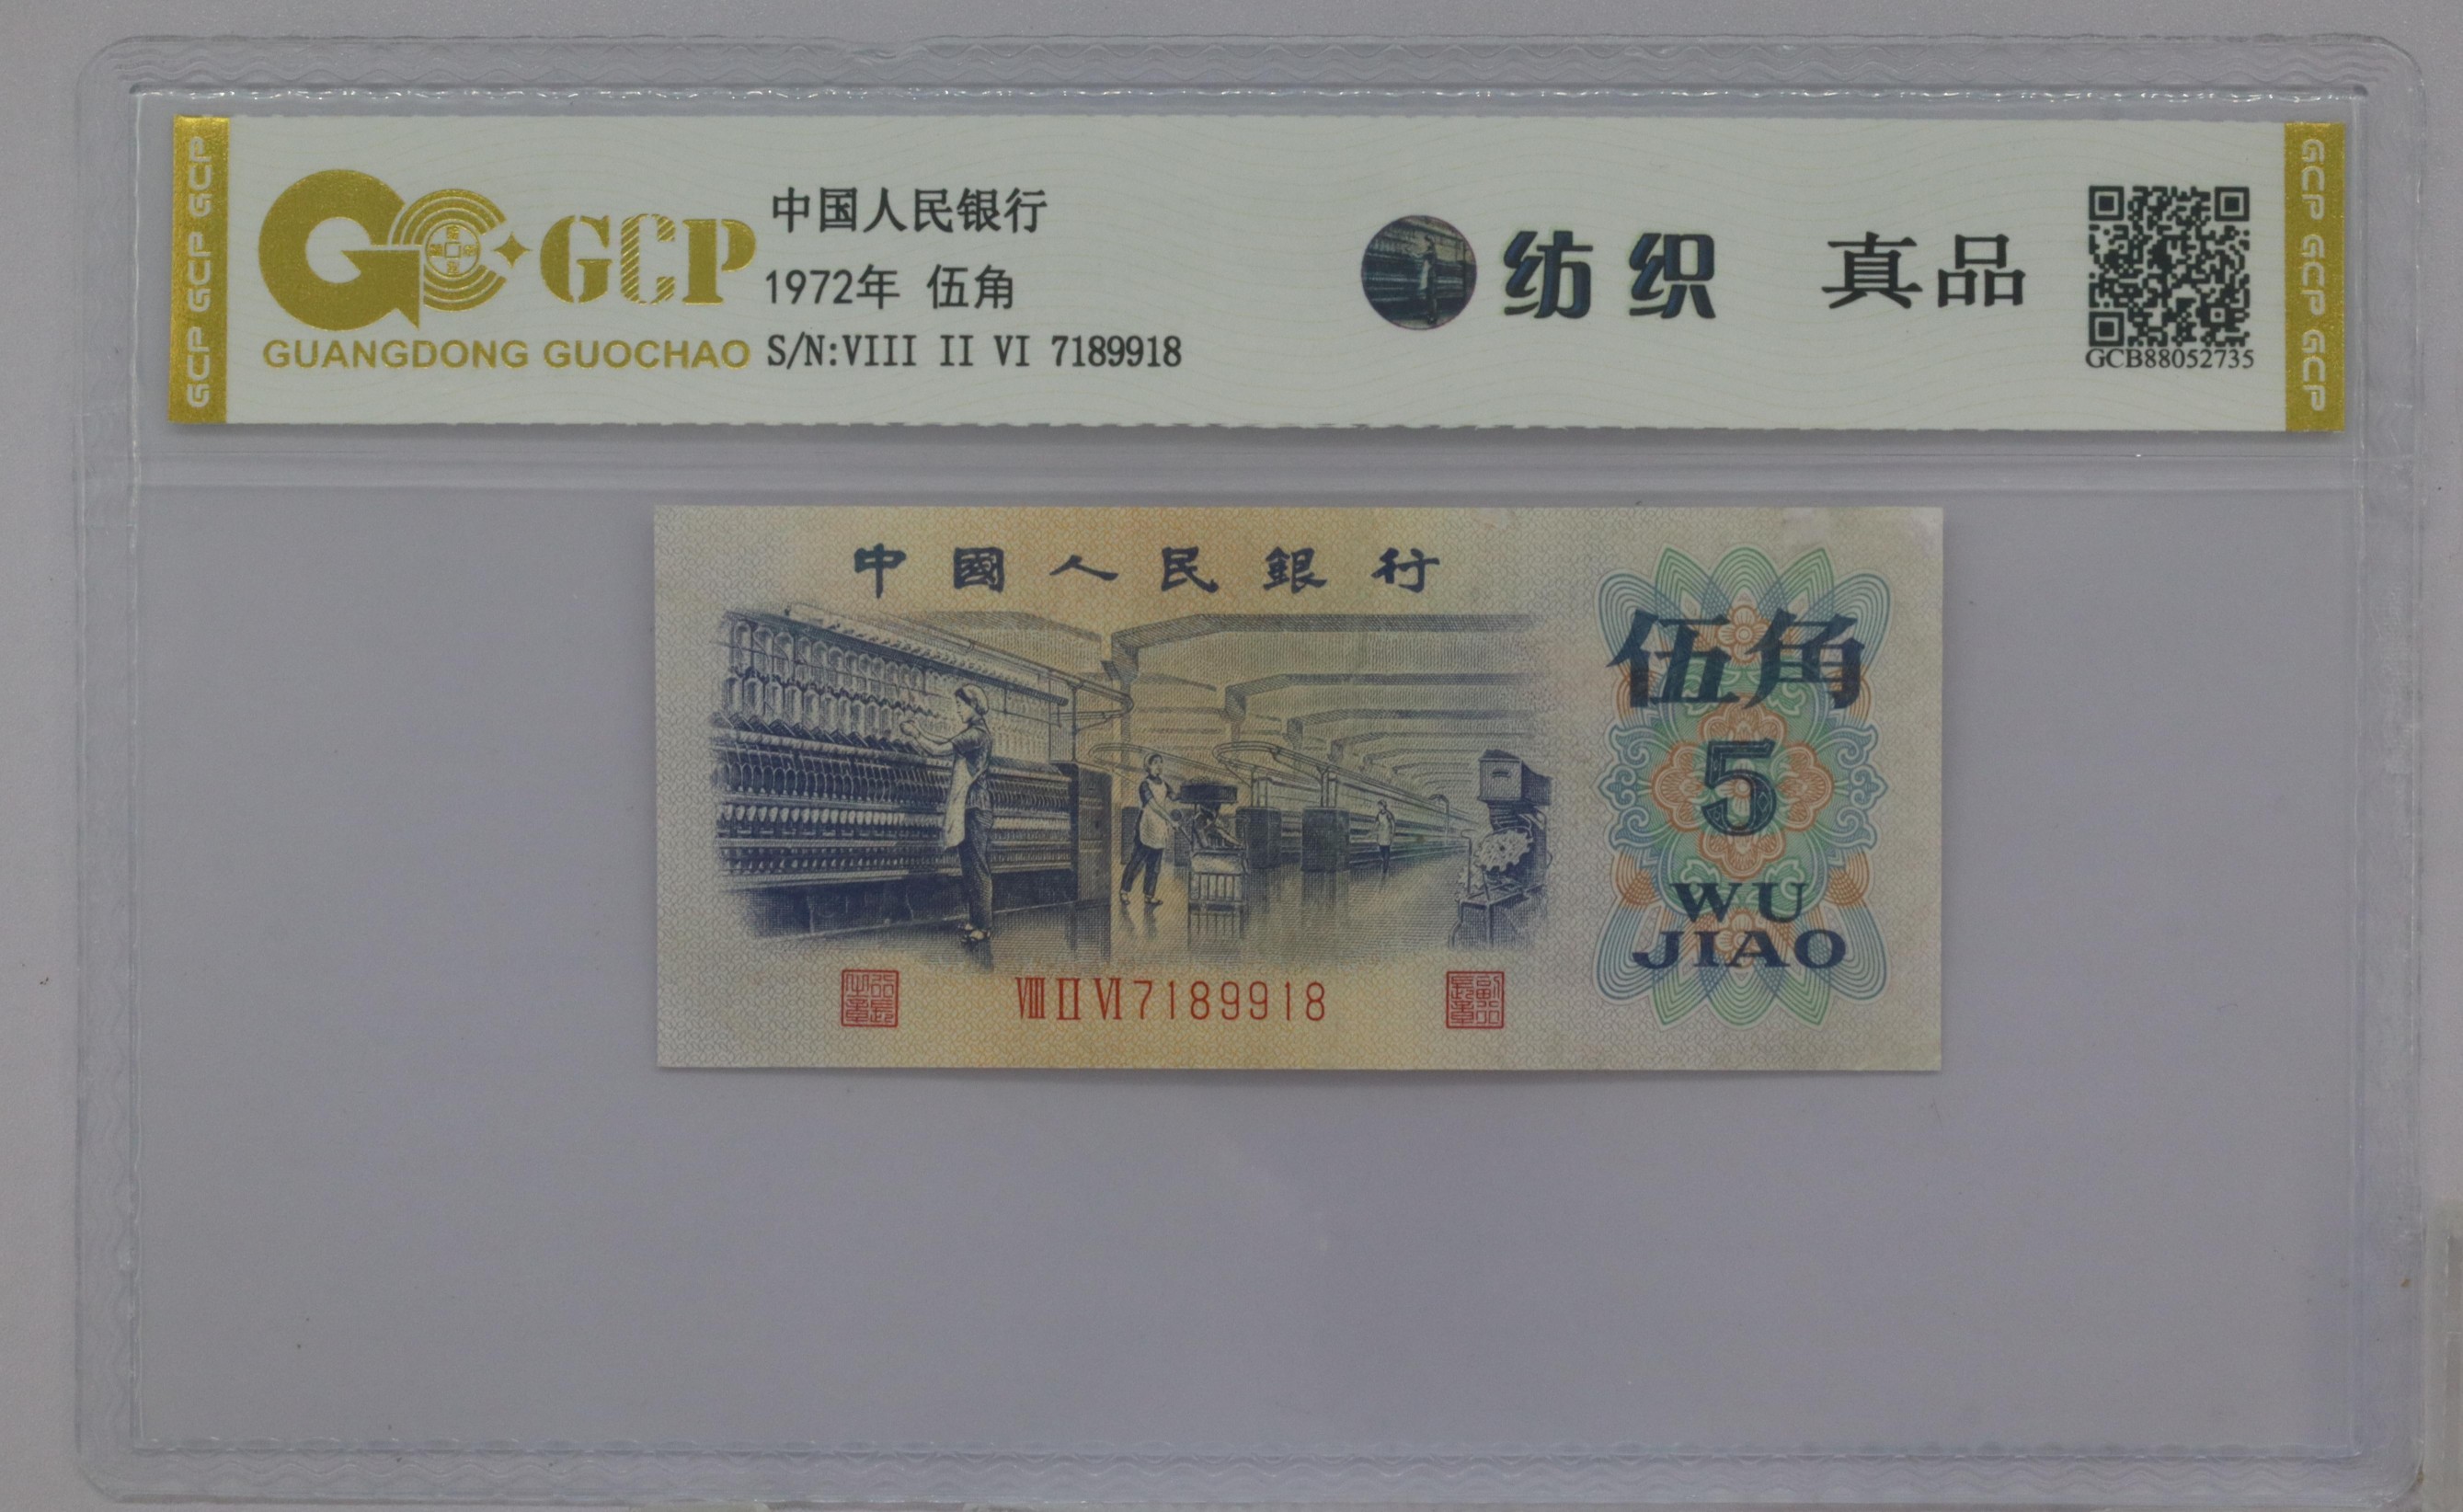 GCP GCP GCP
GCP
GUANGDONG GUOCHAO
中国人民银行
1972年 伍角
S/N:VIII II VI 7189918
纺织 真品
GCB88052735
GCP GCP GCP
中國人民銀行
伍角
5
WU
JIAO
VIII II VI 7189918